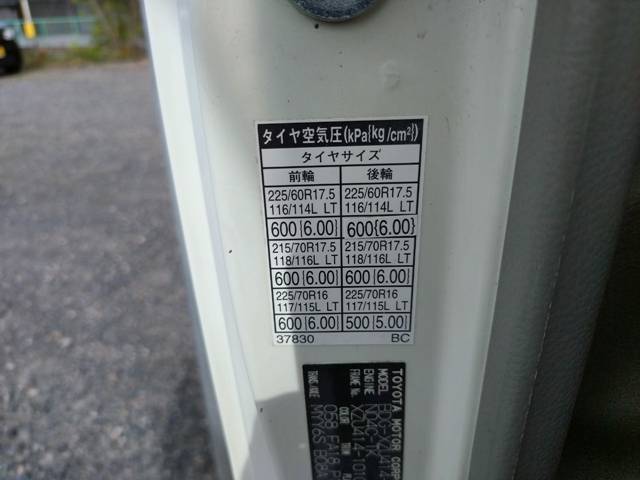 タイヤ空気圧(kPa{kg/cm²})
タイヤサイズ
前輪 後輪
225/60R17.5 225/60R17.5
116/114L LT 116/114L LT
600{6.00} 600{6.00}
215/70R17.5 215/70R17.5
118/116L LT 118/116L LT
600{6.00} 600{6.00}
225/70R16 225/70R16
117/115L LT 117/115L LT
600{6.00} 500{5.00}
37830 BC
TOYOTA MOTOR CORP
MODEL
ENGINE
FRAME No.
COLOR
TRANS./AXLE